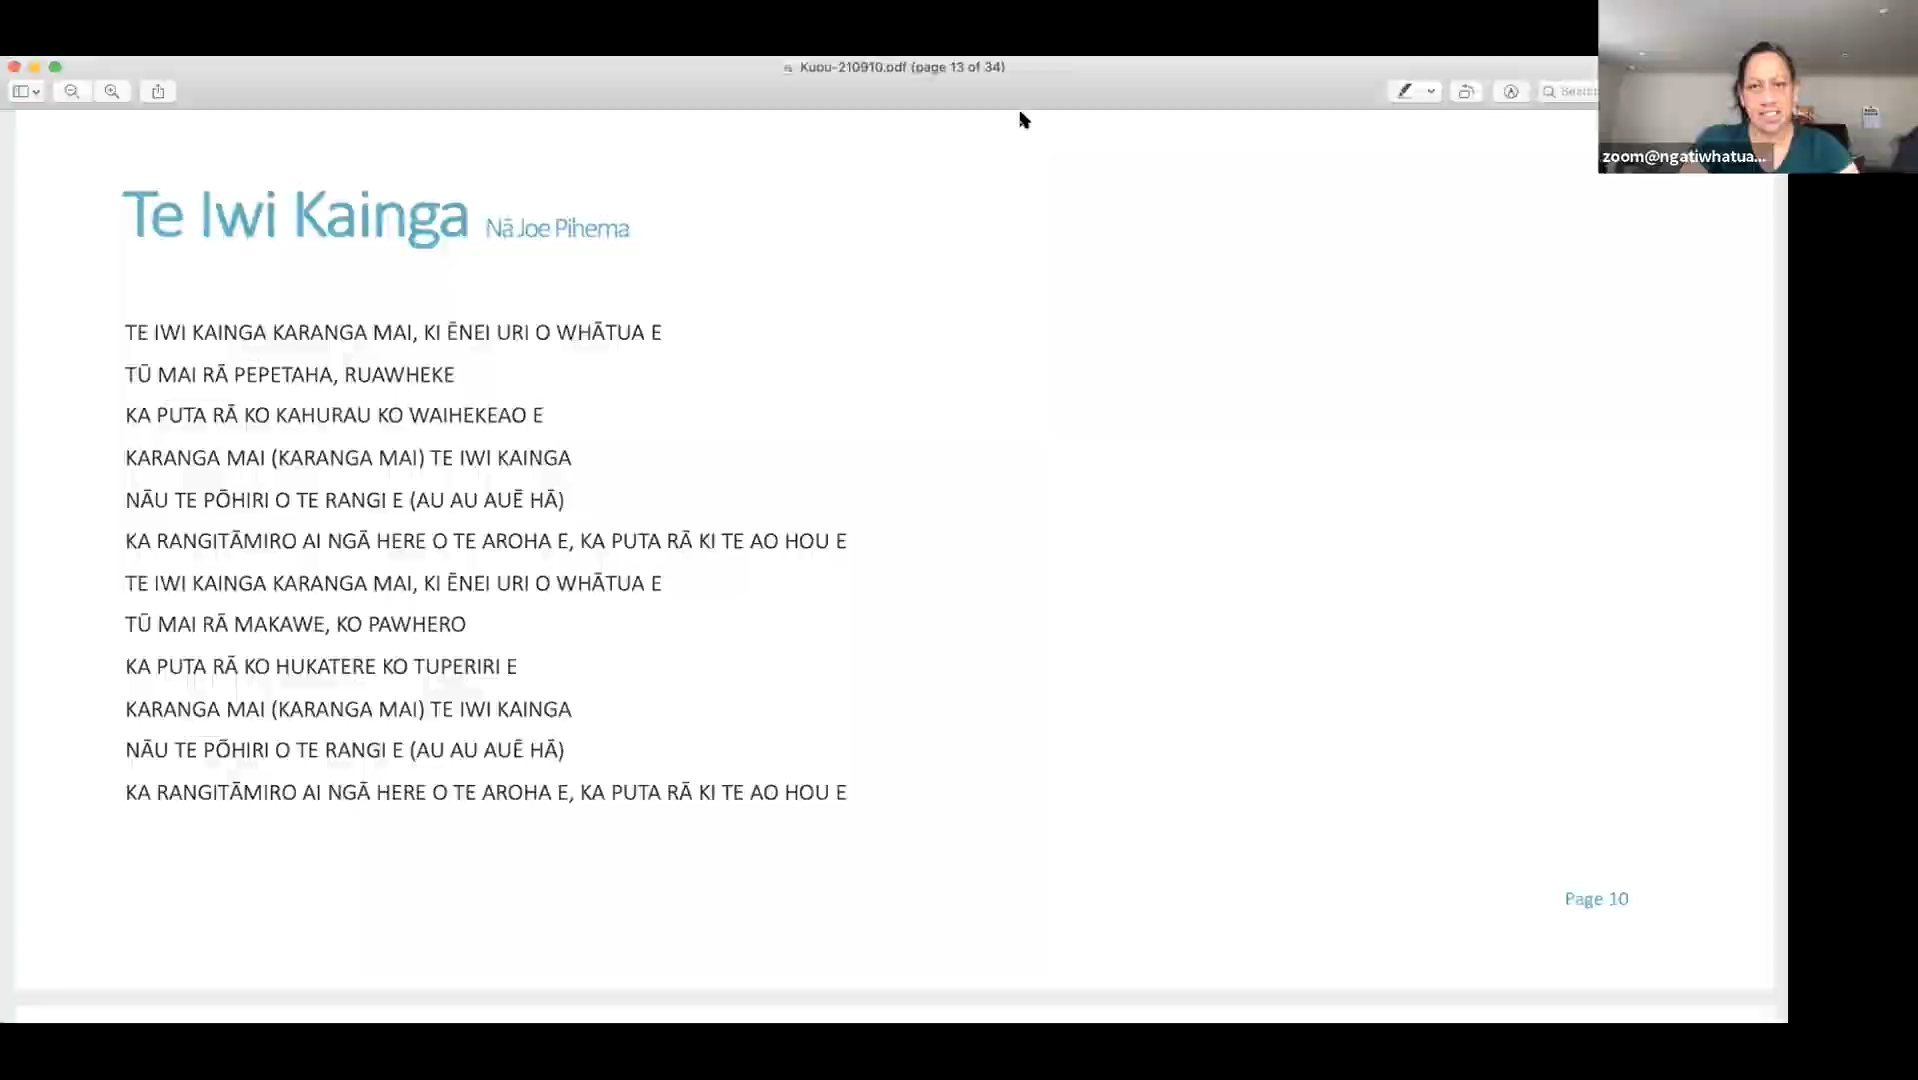 Kupu-210910.pdf (page 13 of 34)
Search
zoom@ngatiwhatua...
Te Iwi Kainga Nā Joe Pihema
TE IWI KAINGA KARANGA MAI, KI ĒNEI URI O WHĀTUA E
TŪ MAI RĀ PEPETAHA, RUAWHEKE
KA PUTA RĀ KO KAHURAU KO WAIHEKEAO E
KARANGA MAI (KARANGA MAI) TE IWI KAINGA
NĀU TE PŌHIRI O TE RANGI E (AU AU AUĒ HĀ)
KA RANGITĀMIRO AI NGĀ HERE O TE AROHA E, KA PUTA RĀ KI TE AO HOU E
TE IWI KAINGA KARANGA MAI, KI ĒNEI URI O WHĀTUA E
TŪ MAI RĀ MAKAWE, KO PAWHERO
KA PUTA RĀ KO HUKATERE KO TUPERIRI E
KARANGA MAI (KARANGA MAI) TE IWI KAINGA
NĀU TE PŌHIRI O TE RANGI E (AU AU AUĒ HĀ)
KA RANGITĀMIRO AI NGĀ HERE O TE AROHA E, KA PUTA RĀ KI TE AO HOU E
Page 10